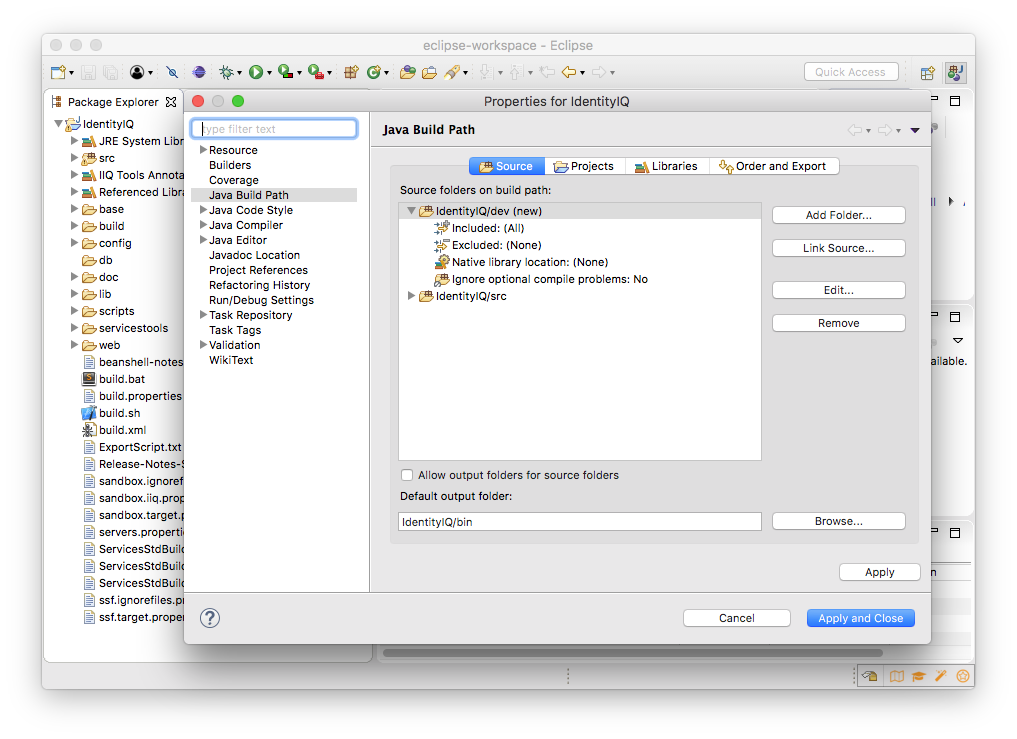 eclipse-workspace - Eclipse
Quick Access
Package Explorer
IdentityIQ
JRE System Libr
src
IIQ Tools Annota
Referenced Libra
base
build
config
db
doc
lib
scripts
servicestools
web
beanshell-notes
build.bat
build.properties
build.sh
build.xml
ExportScript.txt
Release-Notes-S
sandbox.ignoref
sandbox.iiq.prop
sandbox.target.p
servers.properti
ServicesStdBuild
ServicesStdBuild
ServicesStdBuild
ssf.ignorefiles.pr
ssf.target.proper
Properties for IdentityIQ
type filter text
Resource
Builders
Coverage
Java Build Path
Java Code Style
Java Compiler
Java Editor
Javadoc Location
Project References
Refactoring History
Run/Debug Settings
Task Repository
Task Tags
Validation
WikiText
Java Build Path
Source
Projects
Libraries
Order and Export
Source folders on build path:
IdentityIQ/dev (new)
Included: (All)
Excluded: (None)
Native library location: (None)
Ignore optional compile problems: No
IdentityIQ/src
Add Folder...
Link Source...
Edit...
Remove
Allow output folders for source folders
Default output folder:
IdentityIQ/bin
Browse...
Apply
?
Cancel
Apply and Close
ailable.